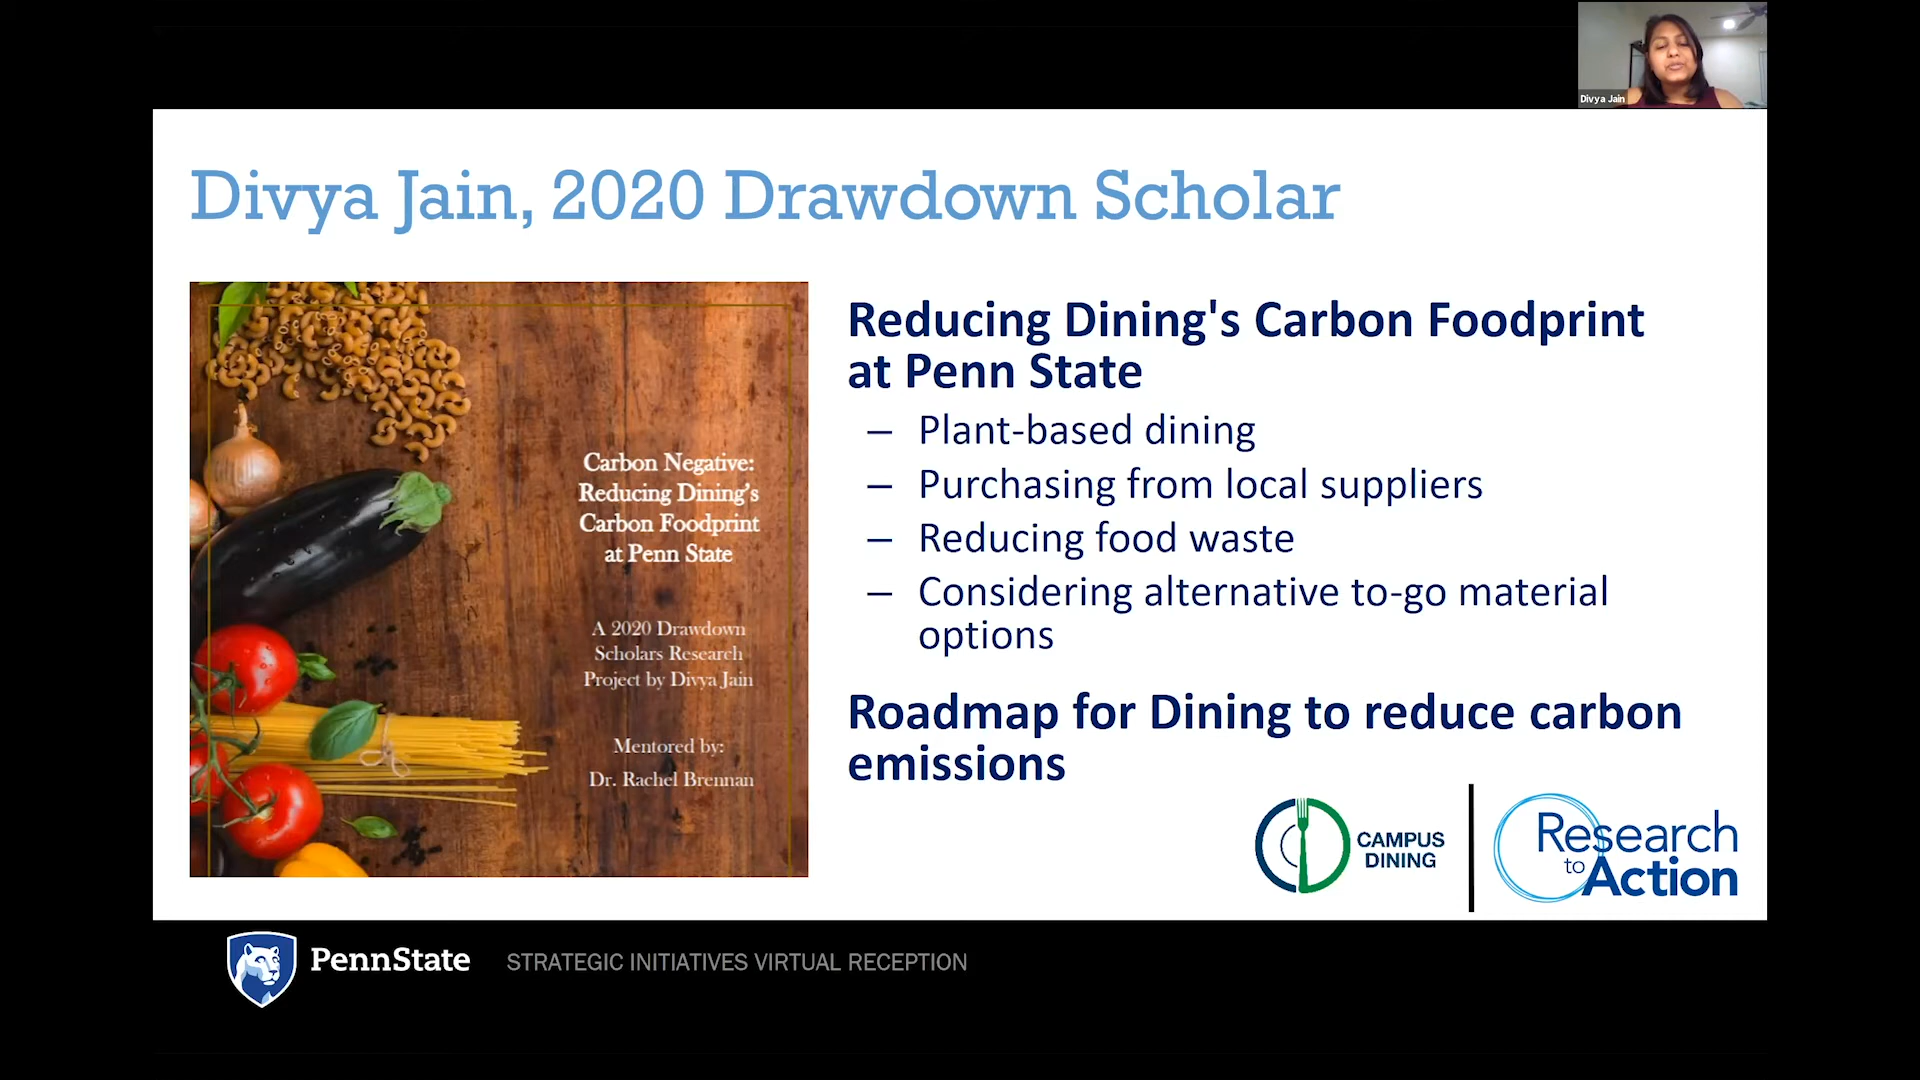 Divya Jain
Divya Jain, 2020 Drawdown Scholar
Carbon Negative:
Reducing Dining's
Carbon Foodprint
at Penn State
A 2020 Drawdown
Scholars Research
Project by Divya Jain
Mentored by:
Dr. Rachel Brennan
Reducing Dining's Carbon Foodprint
at Penn State
– Plant-based dining
– Purchasing from local suppliers
– Reducing food waste
– Considering alternative to-go material
options
Roadmap for Dining to reduce carbon
emissions
CAMPUS
DINING
Research
to Action
PennState
STRATEGIC INITIATIVES VIRTUAL RECEPTION